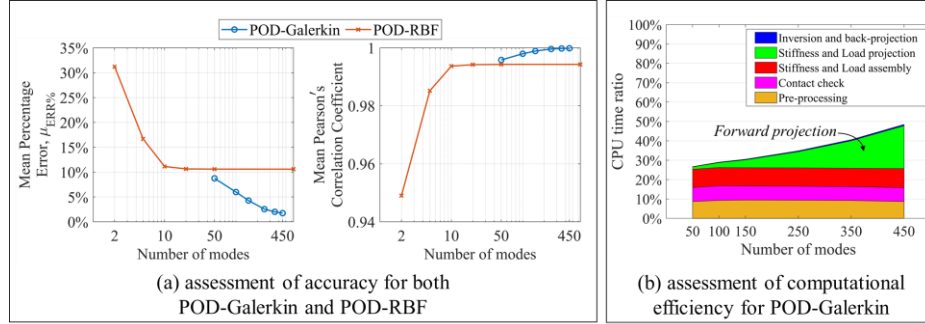 POD-Galerkin POD-RBF
35%
30%
25%
20%
15%
10%
5%
0%
Mean Percentage
Error, μERR%
2 10 50 450
Number of modes
1
0.98
0.96
0.94
Mean Pearson's
Correlation Coefficient
2 10 50 450
Number of modes
(a) assessment of accuracy for both
POD-Galerkin and POD-RBF
100%
90%
80%
70%
60%
50%
40%
30%
20%
10%
0%
CPU time ratio
Inversion and back-projection
Stiffness and Load projection
Stiffness and Load assembly
Contact check
Pre-processing
Forward projection
50 100 150 250 350 450
Number of modes
(b) assessment of computational
efficiency for POD-Galerkin